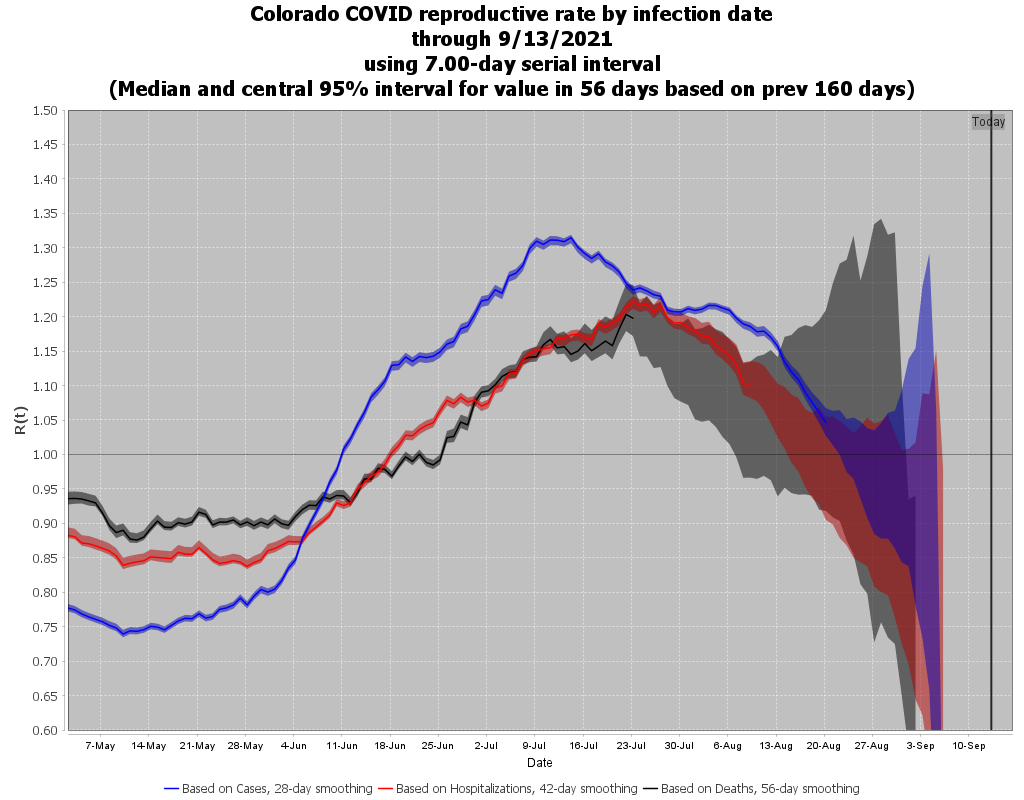 Colorado COVID reproductive rate by infection date
through 9/13/2021
using 7.00-day serial interval
(Median and central 95% interval for value in 56 days based on prev 160 days)
Today
1.50
1.45
1.40
1.35
1.30
1.25
1.20
1.15
1.10
1.05
1.00
0.95
0.90
0.85
0.80
0.75
0.70
0.65
0.60
R(t)
7-May 14-May 21-May 28-May 4-Jun 11-Jun 18-Jun 25-Jun 2-Jul 9-Jul 16-Jul 23-Jul 30-Jul 6-Aug 13-Aug 20-Aug 27-Aug 3-Sep 10-Sep
Date
Based on Cases, 28-day smoothing Based on Hospitalizations, 42-day smoothing Based on Deaths, 56-day smoothing